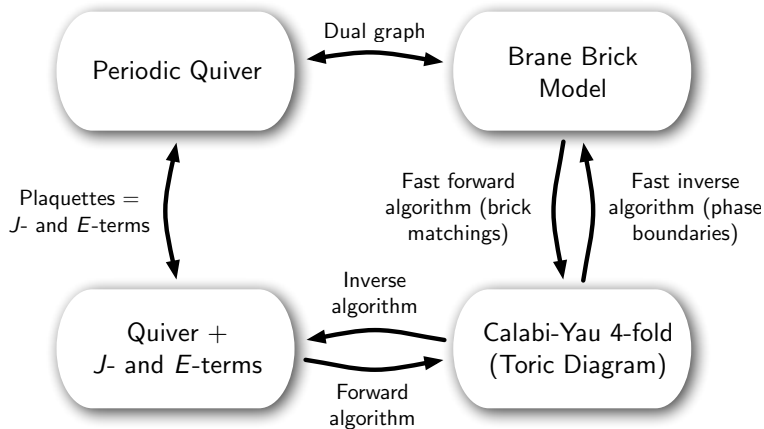 Dual graph
Periodic Quiver
Brane Brick
Model
Plaquettes =
J- and E-terms
Fast forward
algorithm (brick
matchings)
Fast inverse
algorithm (phase
boundaries)
Inverse
algorithm
Quiver +
J- and E-terms
Calabi-Yau 4-fold
(Toric Diagram)
Forward
algorithm